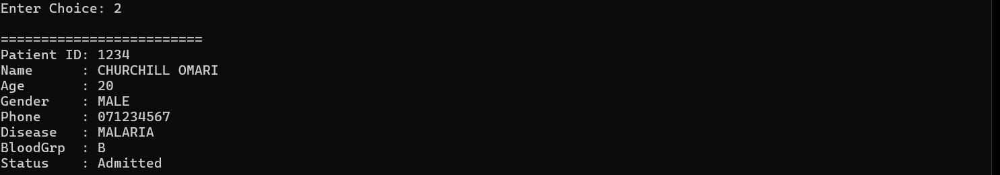 Enter Choice: 2
=========================
Patient ID: 1234
Name      : CHURCHILL OMARI
Age       : 20
Gender    : MALE
Phone     : 071234567
Disease   : MALARIA
BloodGrp  : B
Status    : Admitted